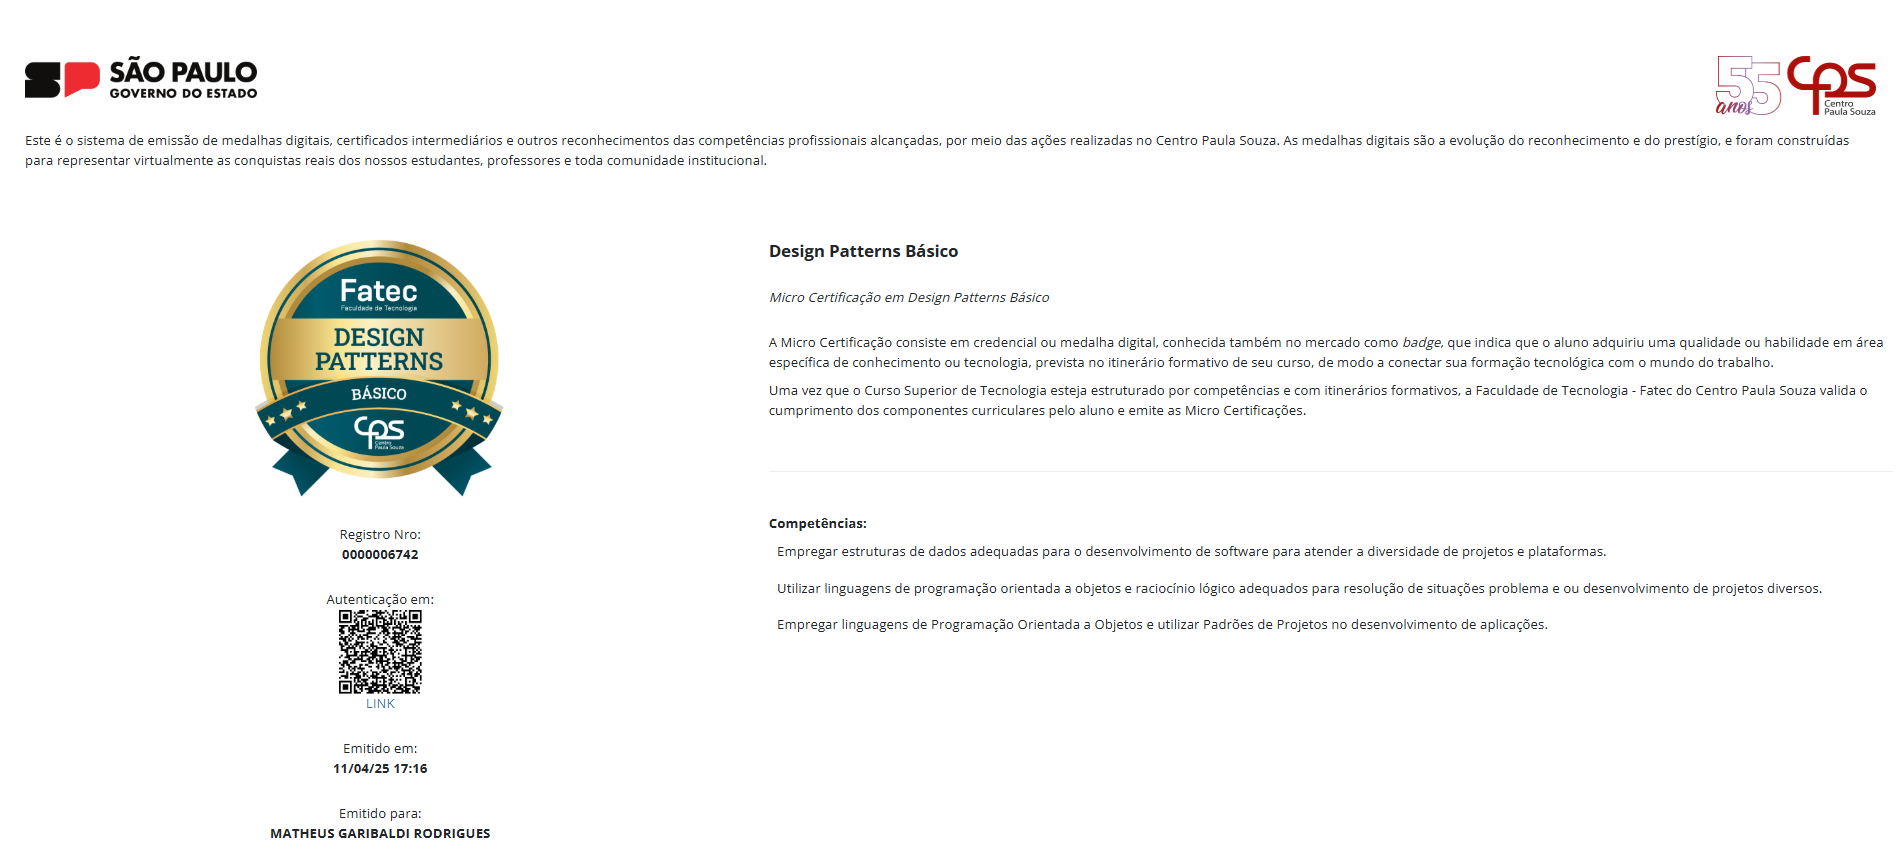 SÃO PAULO
GOVERNO DO ESTADO
55
anos
CPS
Centro
Paula Souza
Este é o sistema de emissão de medalhas digitais, certificados intermediários e outros reconhecimentos das competências profissionais alcançadas, por meio das ações realizadas no Centro Paula Souza. As medalhas digitais são a evolução do reconhecimento e do prestígio, e foram construídas
para representar virtualmente as conquistas reais dos nossos estudantes, professores e toda comunidade institucional.
Fatec
Faculdade de Tecnologia
DESIGN
PATTERNS
BÁSICO
CPS
Centro
Paula Souza
Registro Nro:
0000006742
Autenticação em:
LINK
Emitido em:
11/04/25 17:16
Emitido para:
MATHEUS GARIBALDI RODRIGUES
Design Patterns Básico
Micro Certificação em Design Patterns Básico
A Micro Certificação consiste em credencial ou medalha digital, conhecida também no mercado como badge, que indica que o aluno adquiriu uma qualidade ou habilidade em área
específica de conhecimento ou tecnologia, prevista no itinerário formativo de seu curso, de modo a conectar sua formação tecnológica com o mundo do trabalho.
Uma vez que o Curso Superior de Tecnologia esteja estruturado por competências e com itinerários formativos, a Faculdade de Tecnologia - Fatec do Centro Paula Souza valida o
cumprimento dos componentes curriculares pelo aluno e emite as Micro Certificações.
Competências:
Empregar estruturas de dados adequadas para o desenvolvimento de software para atender a diversidade de projetos e plataformas.
Utilizar linguagens de programação orientada a objetos e raciocínio lógico adequados para resolução de situações problema e ou desenvolvimento de projetos diversos.
Empregar linguagens de Programação Orientada a Objetos e utilizar Padrões de Projetos no desenvolvimento de aplicações.